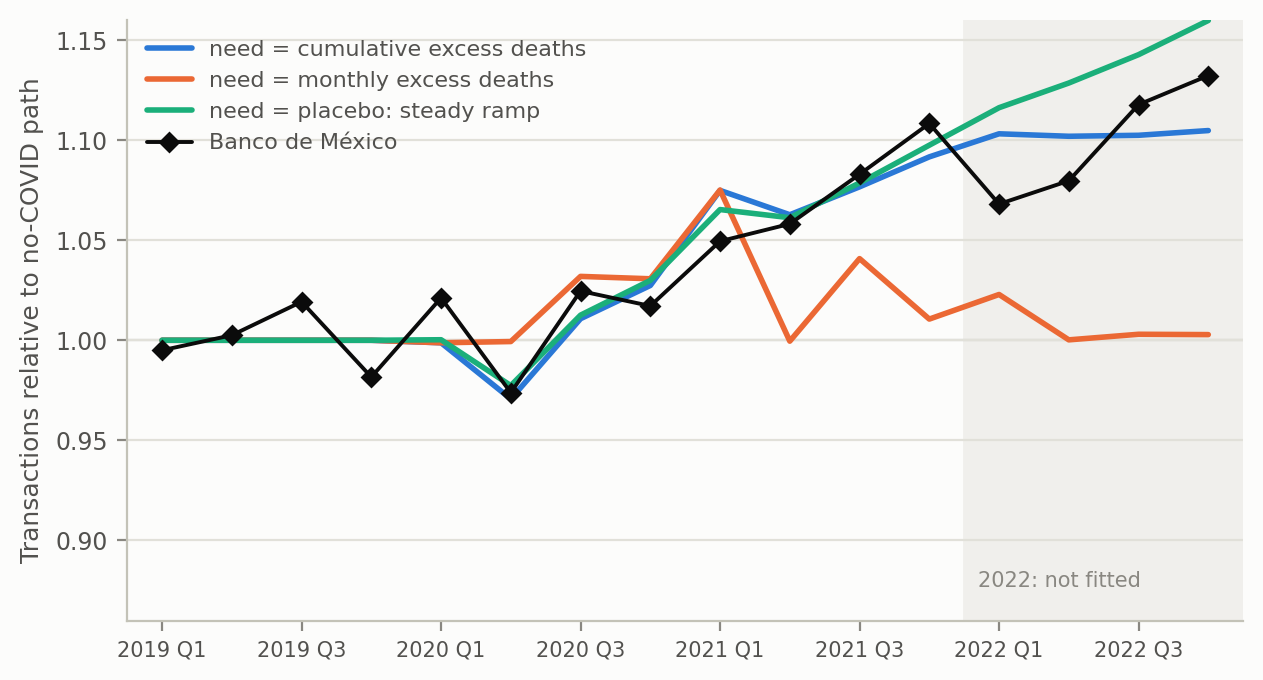 Transactions relative to no-COVID path
1.15
1.10
1.05
1.00
0.95
0.90
need = cumulative excess deaths
need = monthly excess deaths
need = placebo: steady ramp
Banco de México
2022: not fitted
2019 Q1
2019 Q3
2020 Q1
2020 Q3
2021 Q1
2021 Q3
2022 Q1
2022 Q3